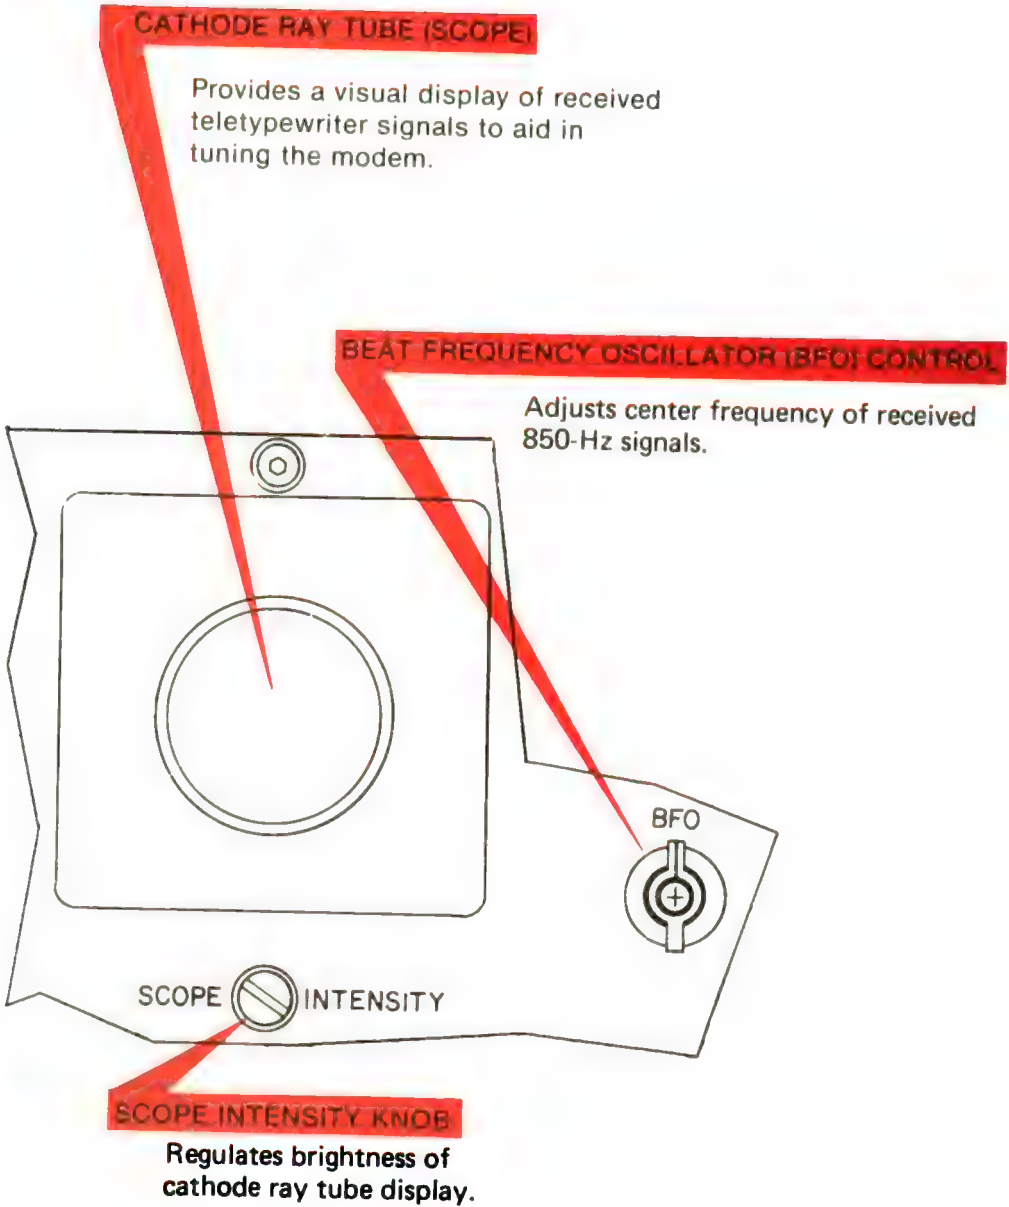 CATHODE RAY TUBE (SCOPE)
Provides a visual display of received
teletypewriter signals to aid in
tuning the modem.
BEAT FREQUENCY OSCILLATOR (BFO) CONTROL
Adjusts center frequency of received
850-Hz signals.
BFO
SCOPE INTENSITY
SCOPE INTENSITY KNOB
Regulates brightness of
cathode ray tube display.